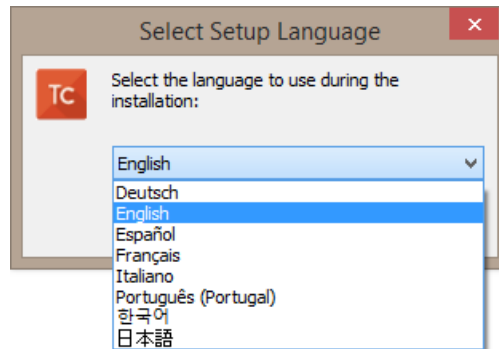 Select Setup Language
TC
Select the language to use during the
installation:
English
Deutsch
English
Español
Français
Italiano
Português (Portugal)
한국어
日本語